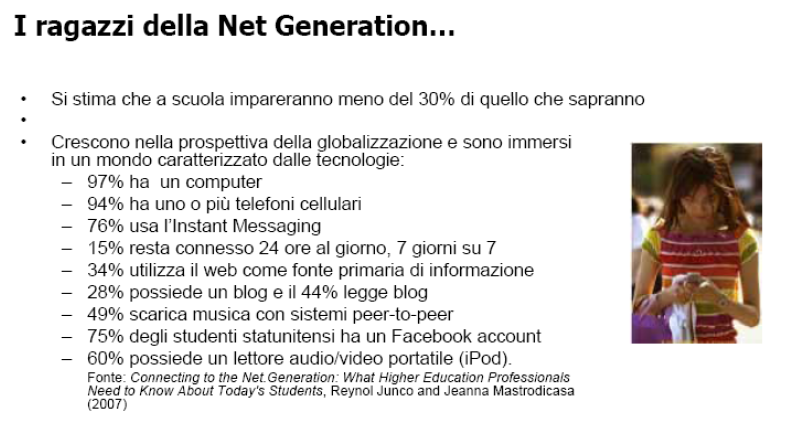 I ragazzi della Net Generation...
• Si stima che a scuola impareranno meno del 30% di quello che sapranno
•
• Crescono nella prospettiva della globalizzazione e sono immersi
in un mondo caratterizzato dalle tecnologie:
– 97% ha un computer
– 94% ha uno o più telefoni cellulari
– 76% usa l'Instant Messaging
– 15% resta connesso 24 ore al giorno, 7 giorni su 7
– 34% utilizza il web come fonte primaria di informazione
– 28% possiede un blog e il 44% legge blog
– 49% scarica musica con sistemi peer-to-peer
– 75% degli studenti statunitensi ha un Facebook account
– 60% possiede un lettore audio/video portatile (iPod).
Fonte: Connecting to the Net.Generation: What Higher Education Professionals
Need to Know About Today's Students, Reynol Junco and Jeanna Mastrodicasa
(2007)